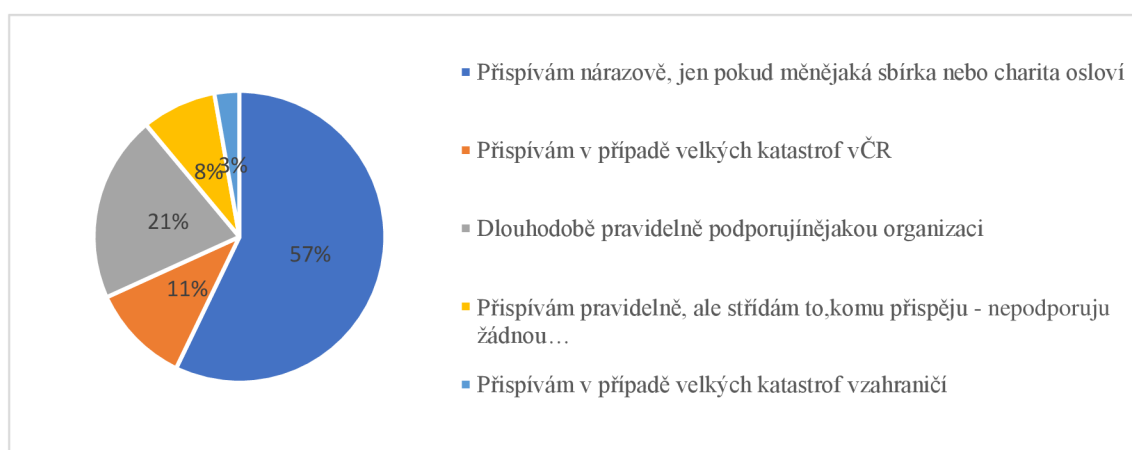 Přispívám nárazově, jen pokud měnějaká sbírka nebo charita osloví
Přispívám v případě velkých katastrof vČR
Dlouhodobě pravidelně podporujínějakou organizaci
Přispívám pravidelně, ale střídám to,komu přispěju - nepodporuju
žádnou…
Přispívám v případě velkých katastrof vzahraničí
8%
3%
21%
57%
11%